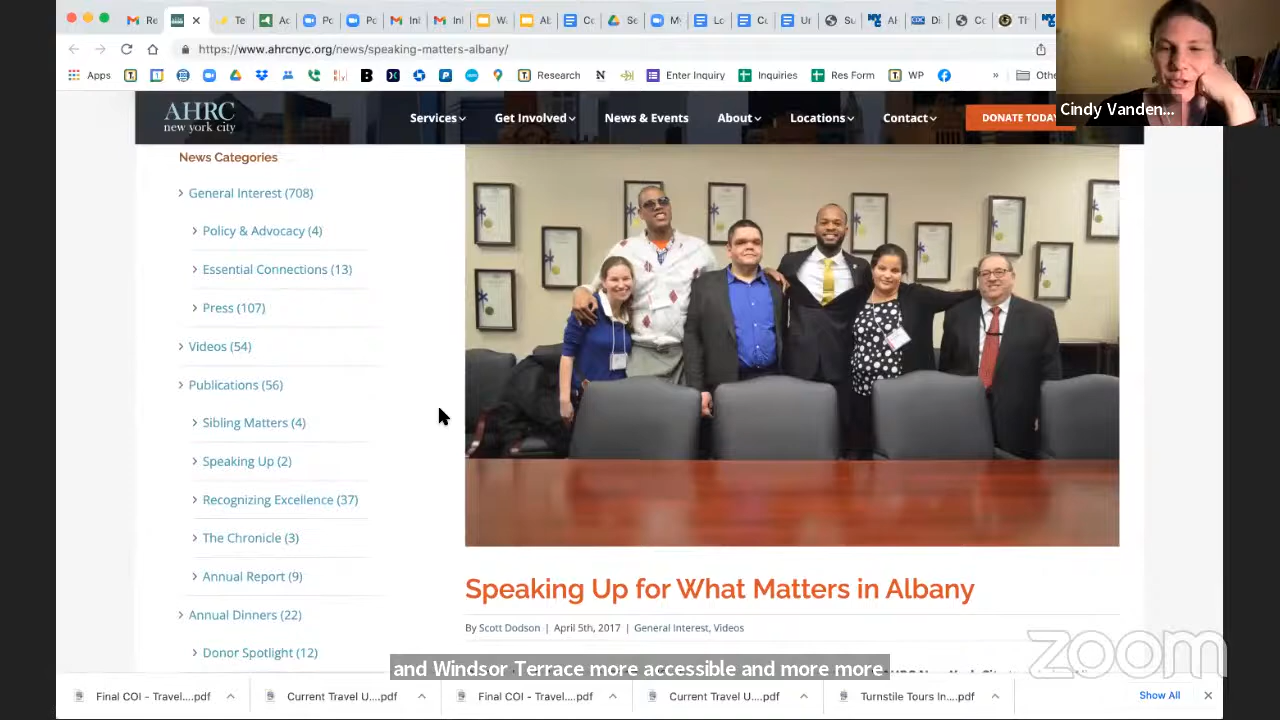 https://www.ahrcnyc.org/news/speaking-matters-albany/
Apps
Research
Enter Inquiry
Inquiries
Res Form
WP
AHRC
new york city
Services
Get Involved
News & Events
About
Locations
Contact
DONATE TODAY
Cindy Vanden...
News Categories
General Interest (708)
Policy & Advocacy (4)
Essential Connections (13)
Press (107)
Videos (54)
Publications (56)
Sibling Matters (4)
Speaking Up (2)
Recognizing Excellence (37)
The Chronicle (3)
Annual Report (9)
Annual Dinners (22)
Donor Spotlight (12)
Speaking Up for What Matters in Albany
By Scott Dodson | April 5th, 2017 | General Interest, Videos
and Windsor Terrace more accessible and more more
zoom
Final COI - Travel....pdf
Current Travel U....pdf
Final COI - Travel....pdf
Current Travel U....pdf
Turnstile Tours In....pdf
Show All